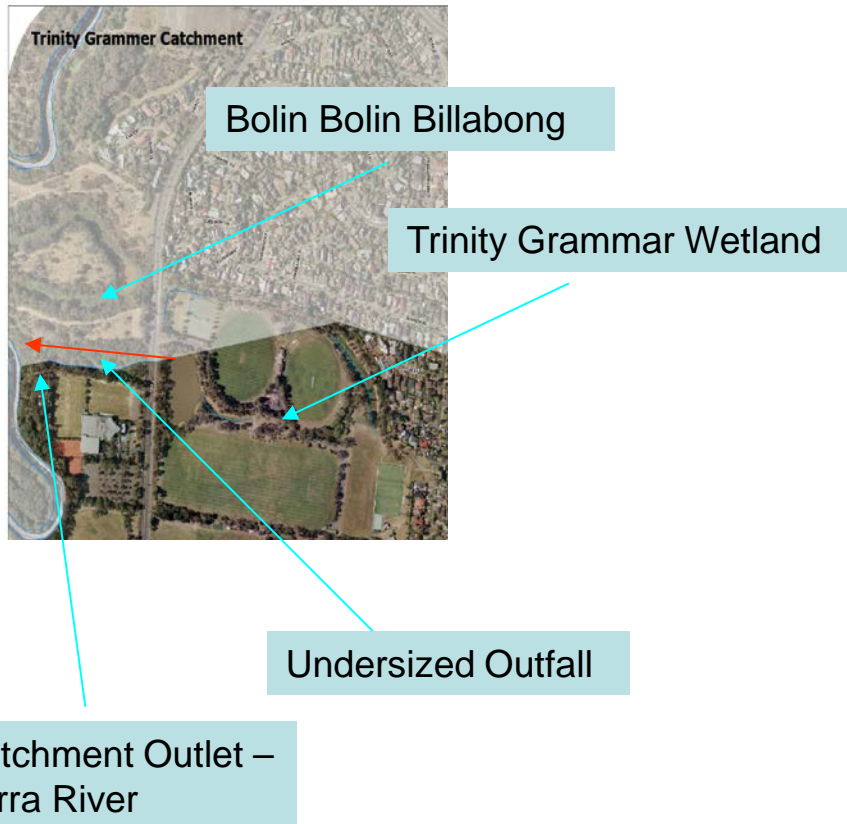 Trinity Grammer Catchment
Bolin Bolin Billabong
Trinity Grammar Wetland
Undersized Outfall
tchment Outlet –
rra River